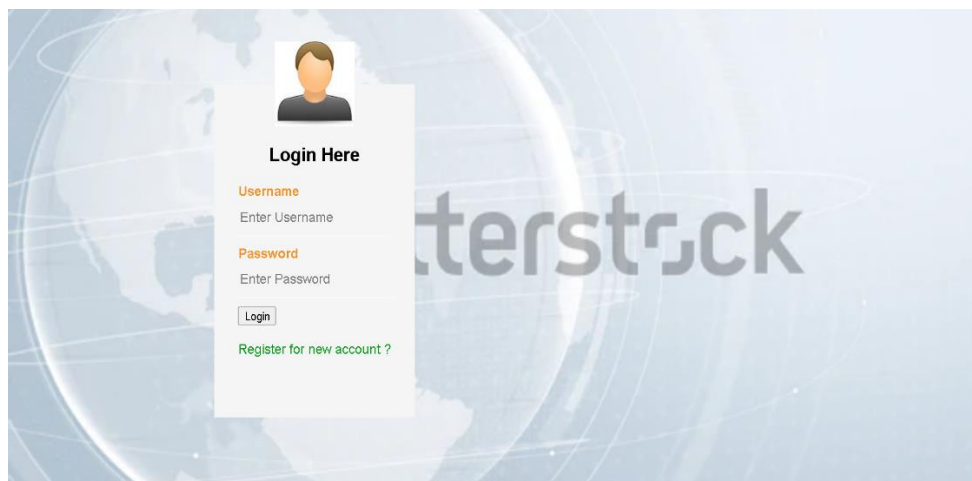 Login Here
Username
Enter Username
Password
Enter Password
Login
Register for new account ?